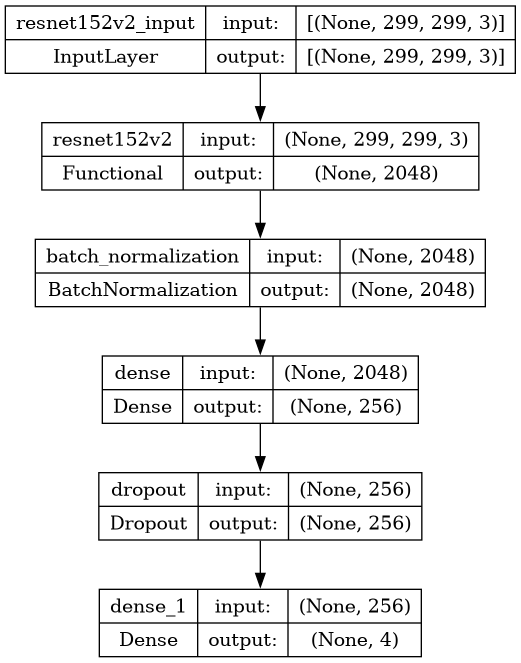 resnet152v2_input input: [(None, 299, 299, 3)]
InputLayer output: [(None, 299, 299, 3)]
resnet152v2 input: (None, 299, 299, 3)
Functional output: (None, 2048)
batch_normalization input: (None, 2048)
BatchNormalization output: (None, 2048)
dense input: (None, 2048)
Dense output: (None, 256)
dropout input: (None, 256)
Dropout output: (None, 256)
dense_1 input: (None, 256)
Dense output: (None, 4)